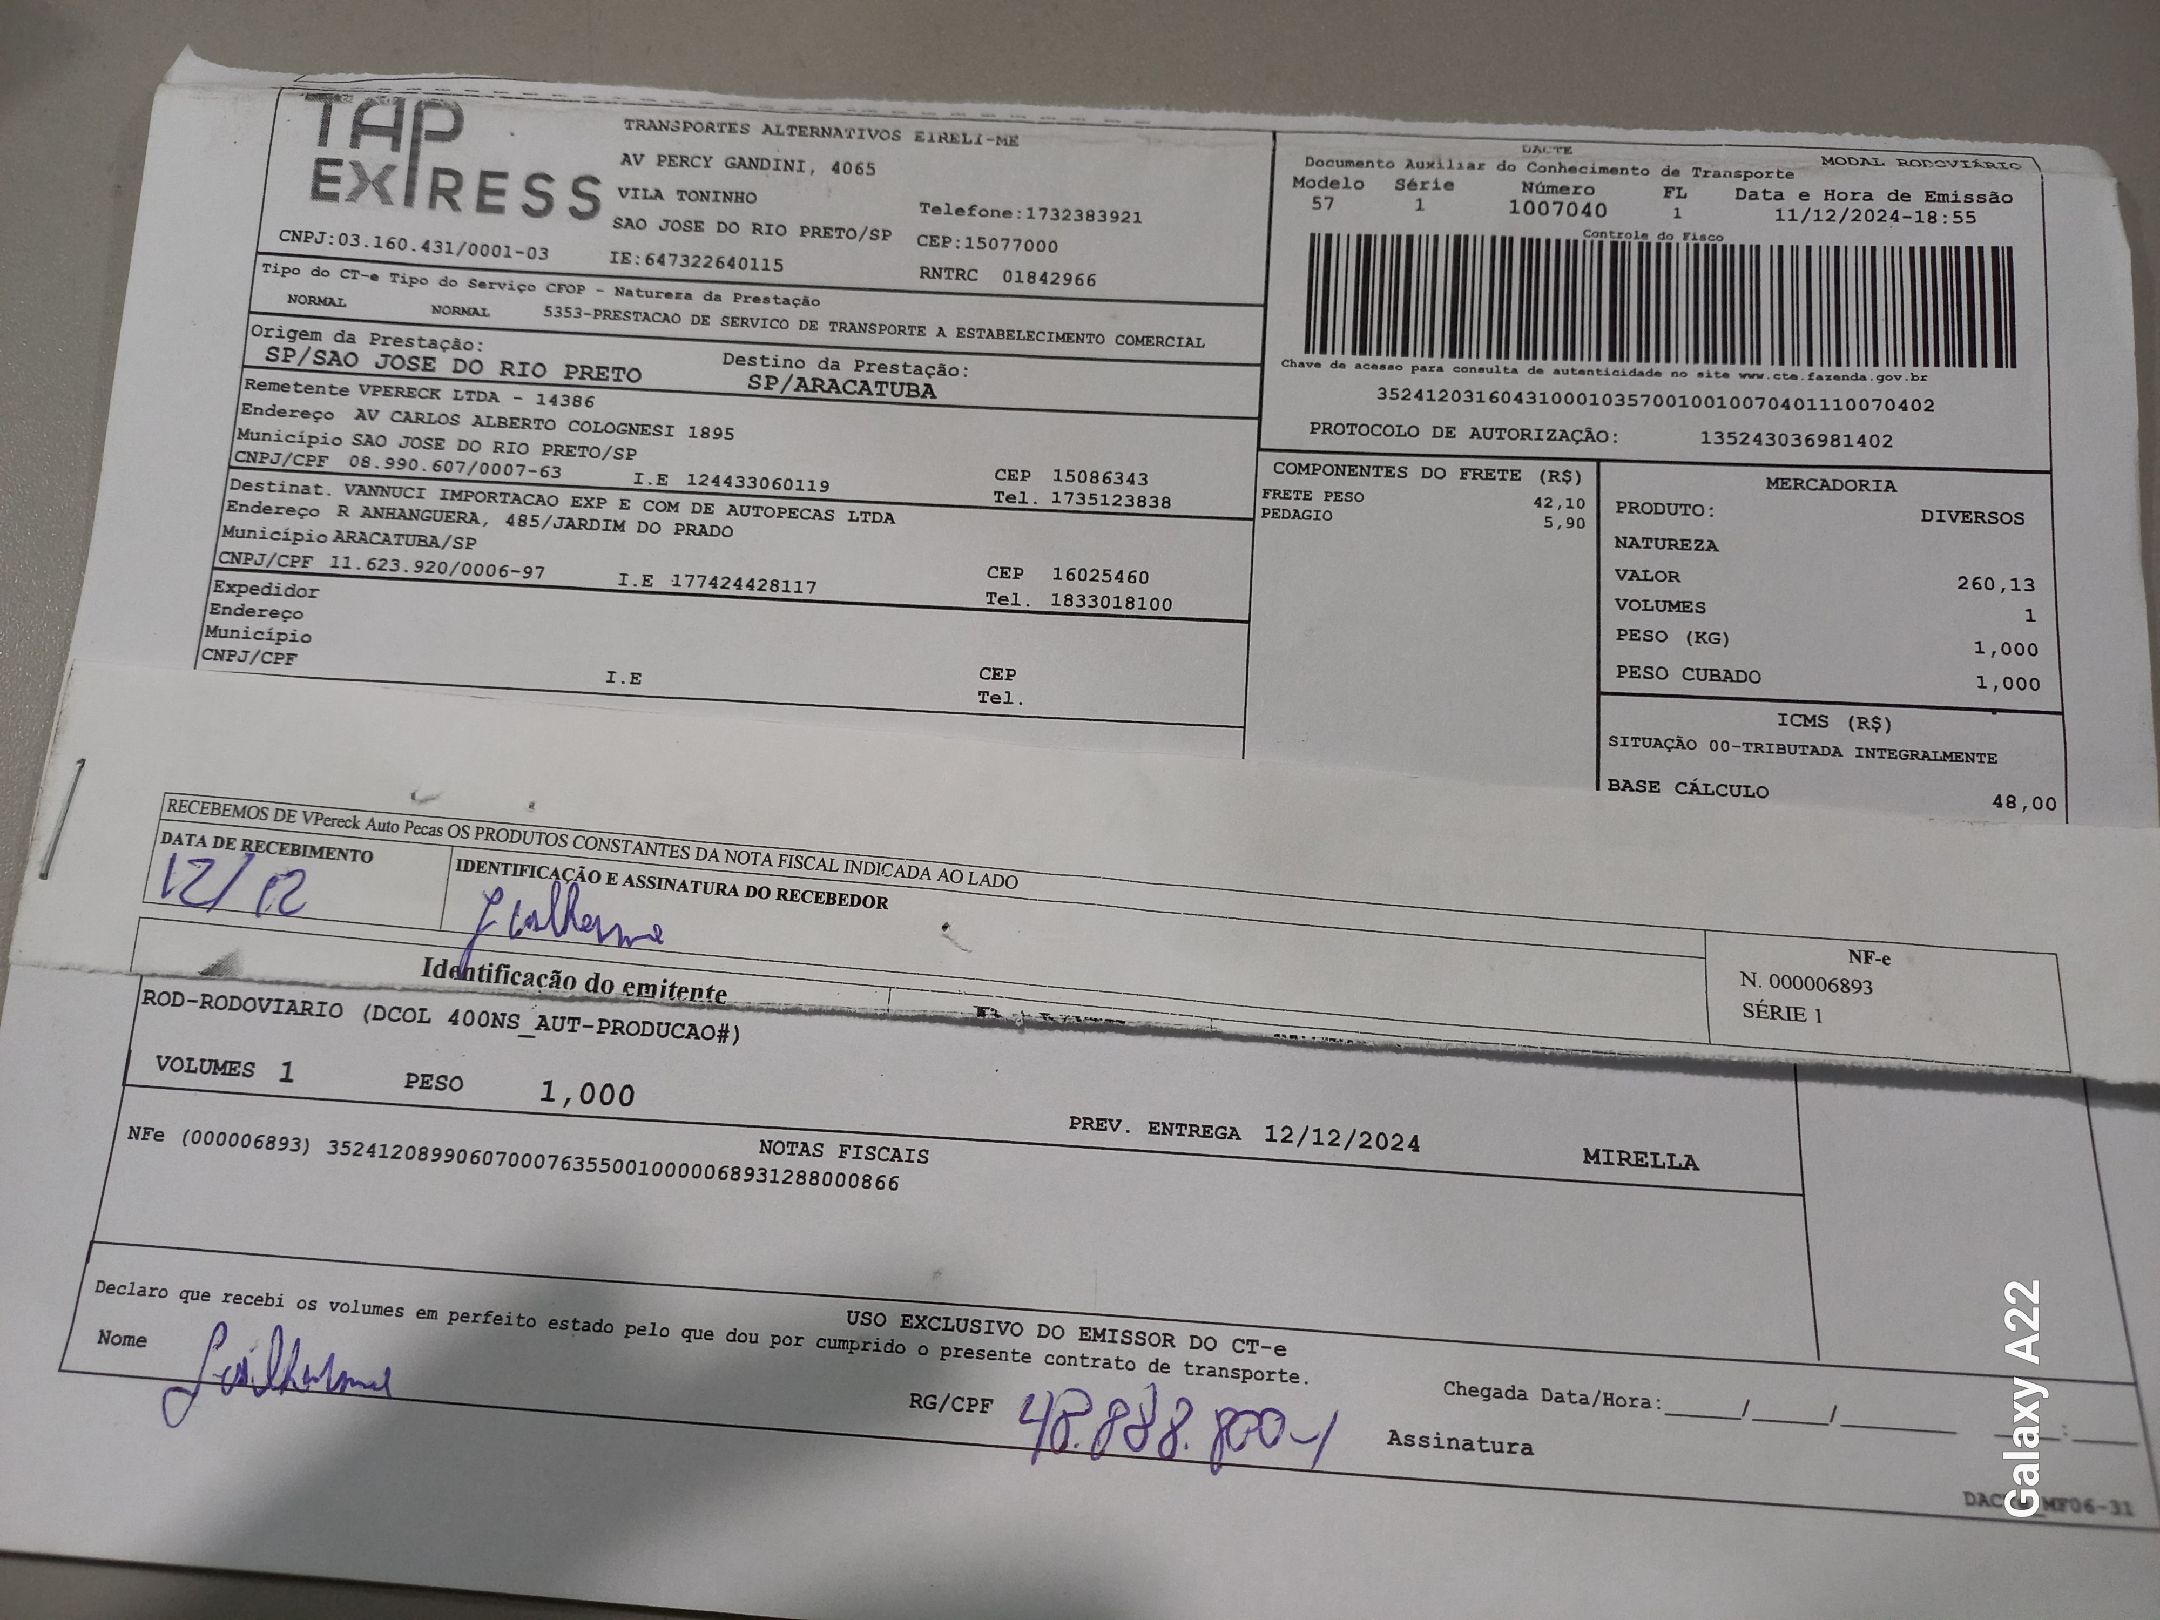 TAP EXPRESS
TRANSPORTES ALTERNATIVOS EIRELI-ME
AV PERCY GANDINI, 4065
VILA TONINHO
SAO JOSE DO RIO PRETO/SP
Telefone:1732383921
CEP:15077000
CNPJ:03.160.431/0001-03 IE:647322640115 RNTRC 01842966
Tipo do CT-e Tipo do Serviço CFOP - Natureza da Prestação
NORMAL NORMAL 5353-PRESTACAO DE SERVICO DE TRANSPORTE A ESTABELECIMENTO COMERCIAL
Origem da Prestação: Destino da Prestação:
SP/SAO JOSE DO RIO PRETO SP/ARACATUBA
Remetente VPERECK LTDA - 14386
Endereço AV CARLOS ALBERTO COLOGNESI 1895
Município SAO JOSE DO RIO PRETO/SP CEP 15086343
CNPJ/CPF 08.990.607/0007-63 I.E 124433060119 Tel. 1735123838
Destinat. VANNUCI IMPORTACAO EXP E COM DE AUTOPECAS LTDA
Endereço R ANHANGUERA, 485/JARDIM DO PRADO
Município ARACATUBA/SP CEP 16025460
CNPJ/CPF 11.623.920/0006-97 I.E 177424428117 Tel. 1833018100
Expedidor
Endereço
Município CEP
CNPJ/CPF I.E Tel.
DACTE MODAL RODOVIÁRIO
Documento Auxiliar do Conhecimento de Transporte
Modelo Série Número FL Data e Hora de Emissão
57 1 1007040 1 11/12/2024-18:55
Controle do Fisco
Chave de acesso para consulta de autenticidade no site www.cte.fazenda.gov.br
35241203160431000103570010010070401110070402
PROTOCOLO DE AUTORIZAÇÃO: 135243036981402
COMPONENTES DO FRETE (R$)
FRETE PESO 42,10
PEDAGIO 5,90
MERCADORIA
PRODUTO: DIVERSOS
NATUREZA
VALOR 260,13
VOLUMES 1
PESO (KG) 1,000
PESO CUBADO 1,000
ICMS (R$)
SITUAÇÃO 00-TRIBUTADA INTEGRALMENTE
BASE CÁLCULO 48,00
RECEBEMOS DE VPereck Auto Pecas OS PRODUTOS CONSTANTES DA NOTA FISCAL INDICADA AO LADO
DATA DE RECEBIMENTO IDENTIFICAÇÃO E ASSINATURA DO RECEBEDOR
12/12 Guilherme
NF-e
N. 000006893
SÉRIE 1
Identificação do emitente
ROD-RODOVIARIO (DCOL 400NS_AUT-PRODUCAO#)
VOLUMES 1 PESO 1,000 PREV. ENTREGA 12/12/2024 MIRELLA
NOTAS FISCAIS
NFe (000006893) 35241208990607000763550010000068931288000866
USO EXCLUSIVO DO EMISSOR DO CT-e
Declaro que recebi os volumes em perfeito estado pelo que dou por cumprido o presente contrato de transporte.
Nome Guilherme RG/CPF 48.888.800-1 Assinatura
Chegada Data/Hora:_____/_____/_______ ____:____
Galaxy A22